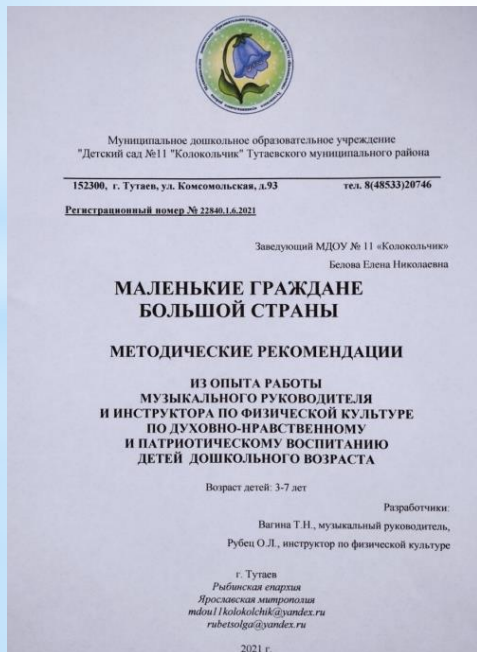 Муниципальное дошкольное образовательное учреждение
"Детский сад №11 "Колокольчик" Тутаевского муниципального района
152300, г. Тутаев, ул. Комсомольская, д.93 тел. 8(48533)20746
Регистрационный номер № 22840.1.6.2021
Заведующий МДОУ № 11 «Колокольчик»
Белова Елена Николаевна
МАЛЕНЬКИЕ ГРАЖДАНЕ
БОЛЬШОЙ СТРАНЫ
МЕТОДИЧЕСКИЕ РЕКОМЕНДАЦИИ
ИЗ ОПЫТА РАБОТЫ
МУЗЫКАЛЬНОГО РУКОВОДИТЕЛЯ
И ИНСТРУКТОРА ПО ФИЗИЧЕСКОЙ КУЛЬТУРЕ
ПО ДУХОВНО-НРАВСТВЕННОМУ
И ПАТРИОТИЧЕСКОМУ ВОСПИТАНИЮ
ДЕТЕЙ ДОШКОЛЬНОГО ВОЗРАСТА
Возраст детей: 3-7 лет
Разработчики:
Вагина Т.Н., музыкальный руководитель,
Рубец О.Л., инструктор по физической культуре
г. Тутаев
Рыбинская епархия
Ярославская митрополия
mdou11kolokolchik@yandex.ru
rubetsolga@yandex.ru
2021 г.